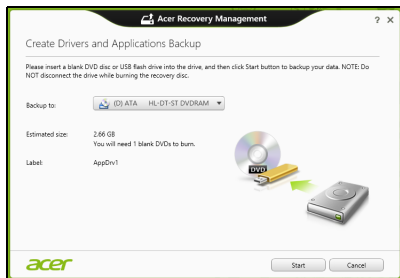 Acer Recovery Management
? X
Create Drivers and Applications Backup
Please insert a blank DVD disc or USB flash drive into the drive, and then click Start button to backup your data. NOTE: Do
NOT disconnect the drive while burning the recovery disc.
Backup to: (D) ATA HL-DT-ST DVDRAM
Estimated size: 2.66 GB
You will need 1 blank DVDs to burn.
Label: AppDrv1
DVD
acer Start Cancel